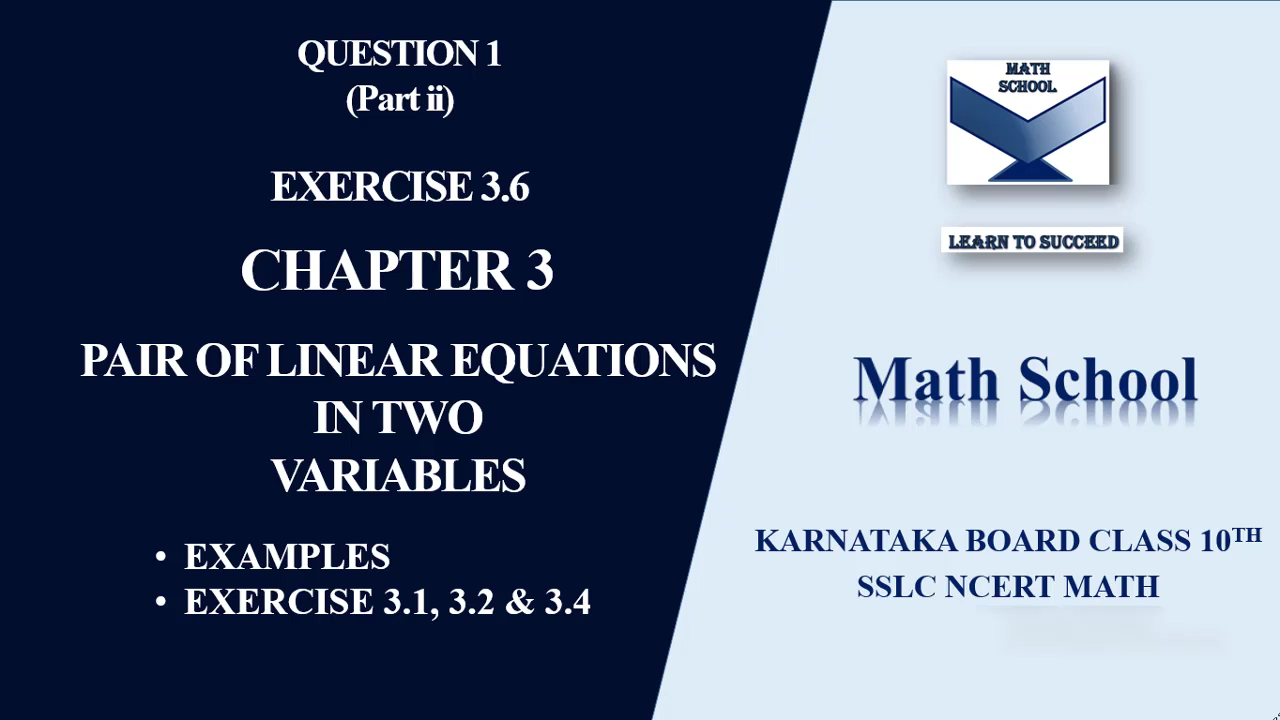 QUESTION 1
(Part ii)
EXERCISE 3.6
CHAPTER 3
PAIR OF LINEAR EQUATIONS
IN TWO
VARIABLES
• EXAMPLES
• EXERCISE 3.1, 3.2 & 3.4
MATH
SCHOOL
LEARN TO SUCCEED
Math School
KARNATAKA BOARD CLASS 10TH
SSLC NCERT MATH